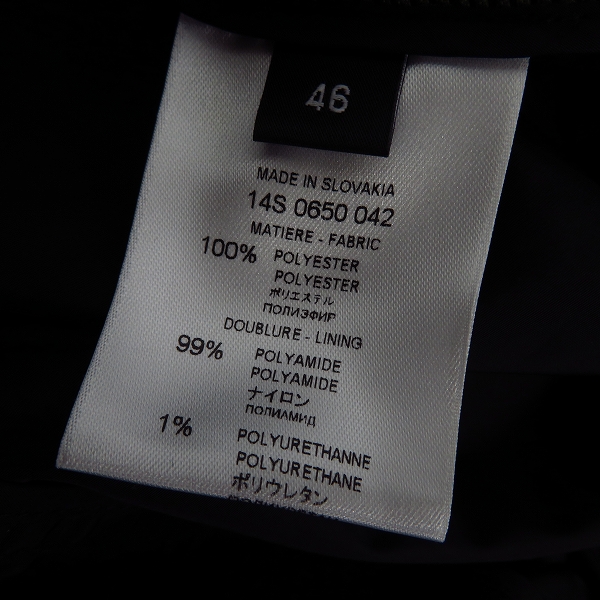 46
MADE IN SLOVAKIA
14S 0650 042
MATIERE - FABRIC
100% POLYESTER
POLYESTER
ポリエステル
ПОЛИЭФИР
DOUBLURE - LINING
99% POLYAMIDE
POLYAMIDE
ナイロン
ПОЛИАМИД
1% POLYURETHANNE
POLYURETHANE
ポリウレタン